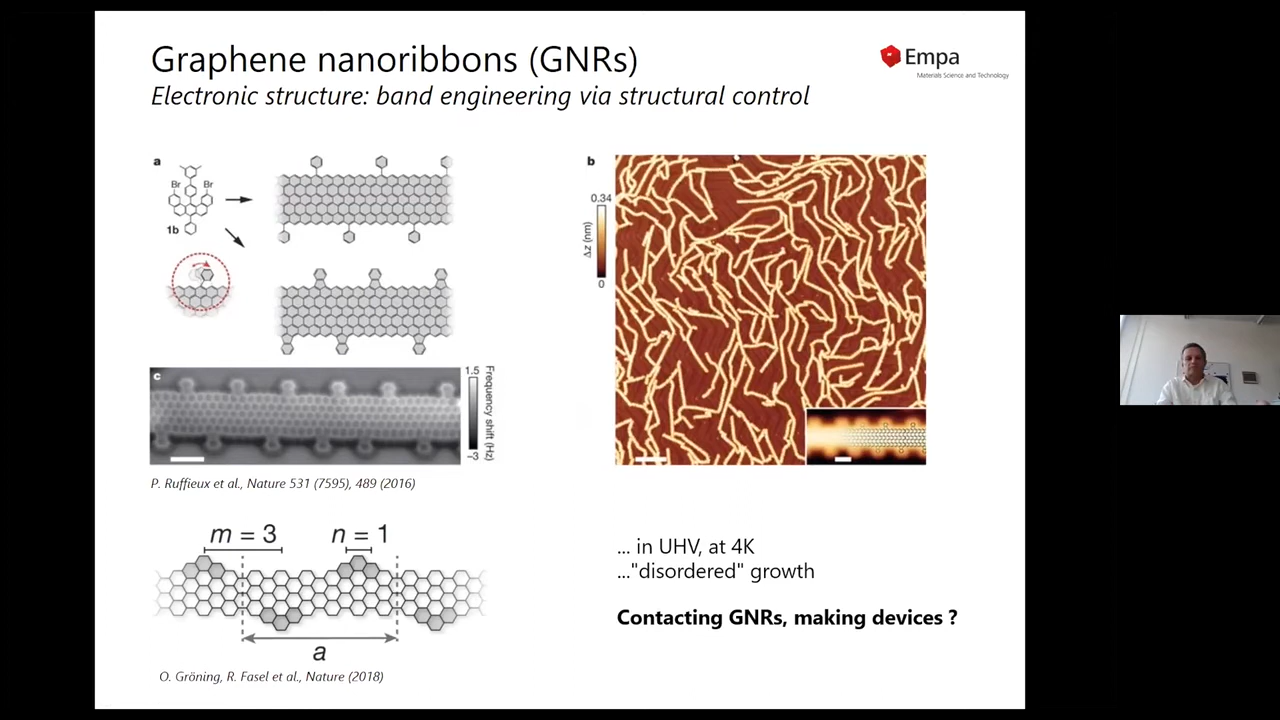 Graphene nanoribbons (GNRs)
Electronic structure: band engineering via structural control
Empa
Materials Science and Technology
a
Br
Br
1b
b
0.34
Δz (nm)
0
c
1.5
Frequency shift (Hz)
−3
P. Ruffieux et al., Nature 531 (7595), 489 (2016)
m = 3
n = 1
a
O. Gröning, R. Fasel et al., Nature (2018)
... in UHV, at 4K
..."disordered" growth
Contacting GNRs, making devices ?